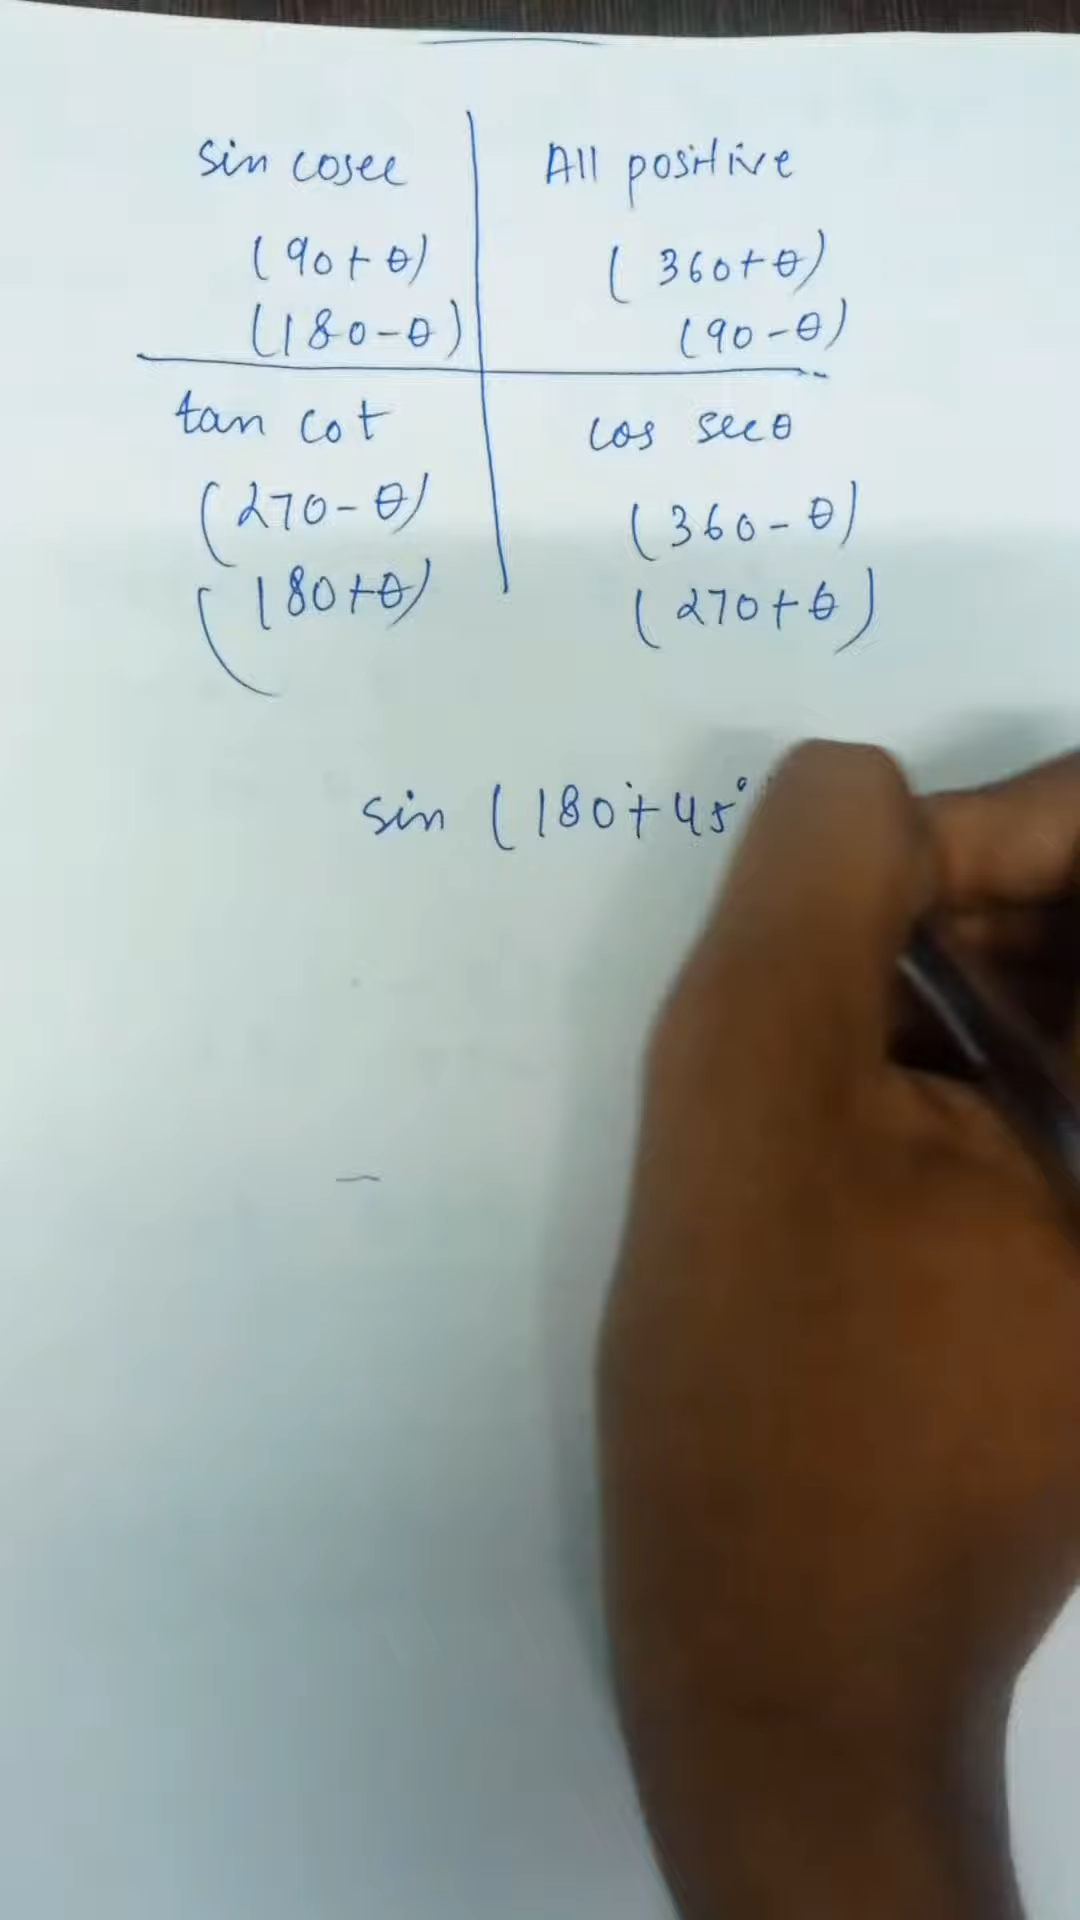 sin cosec
(90+θ)
(180-θ)
All positive
(360+θ)
(90-θ)
tan cot
(270-θ)
(180+θ)
cos secθ
(360-θ)
(270+θ)
sin (180°+45°